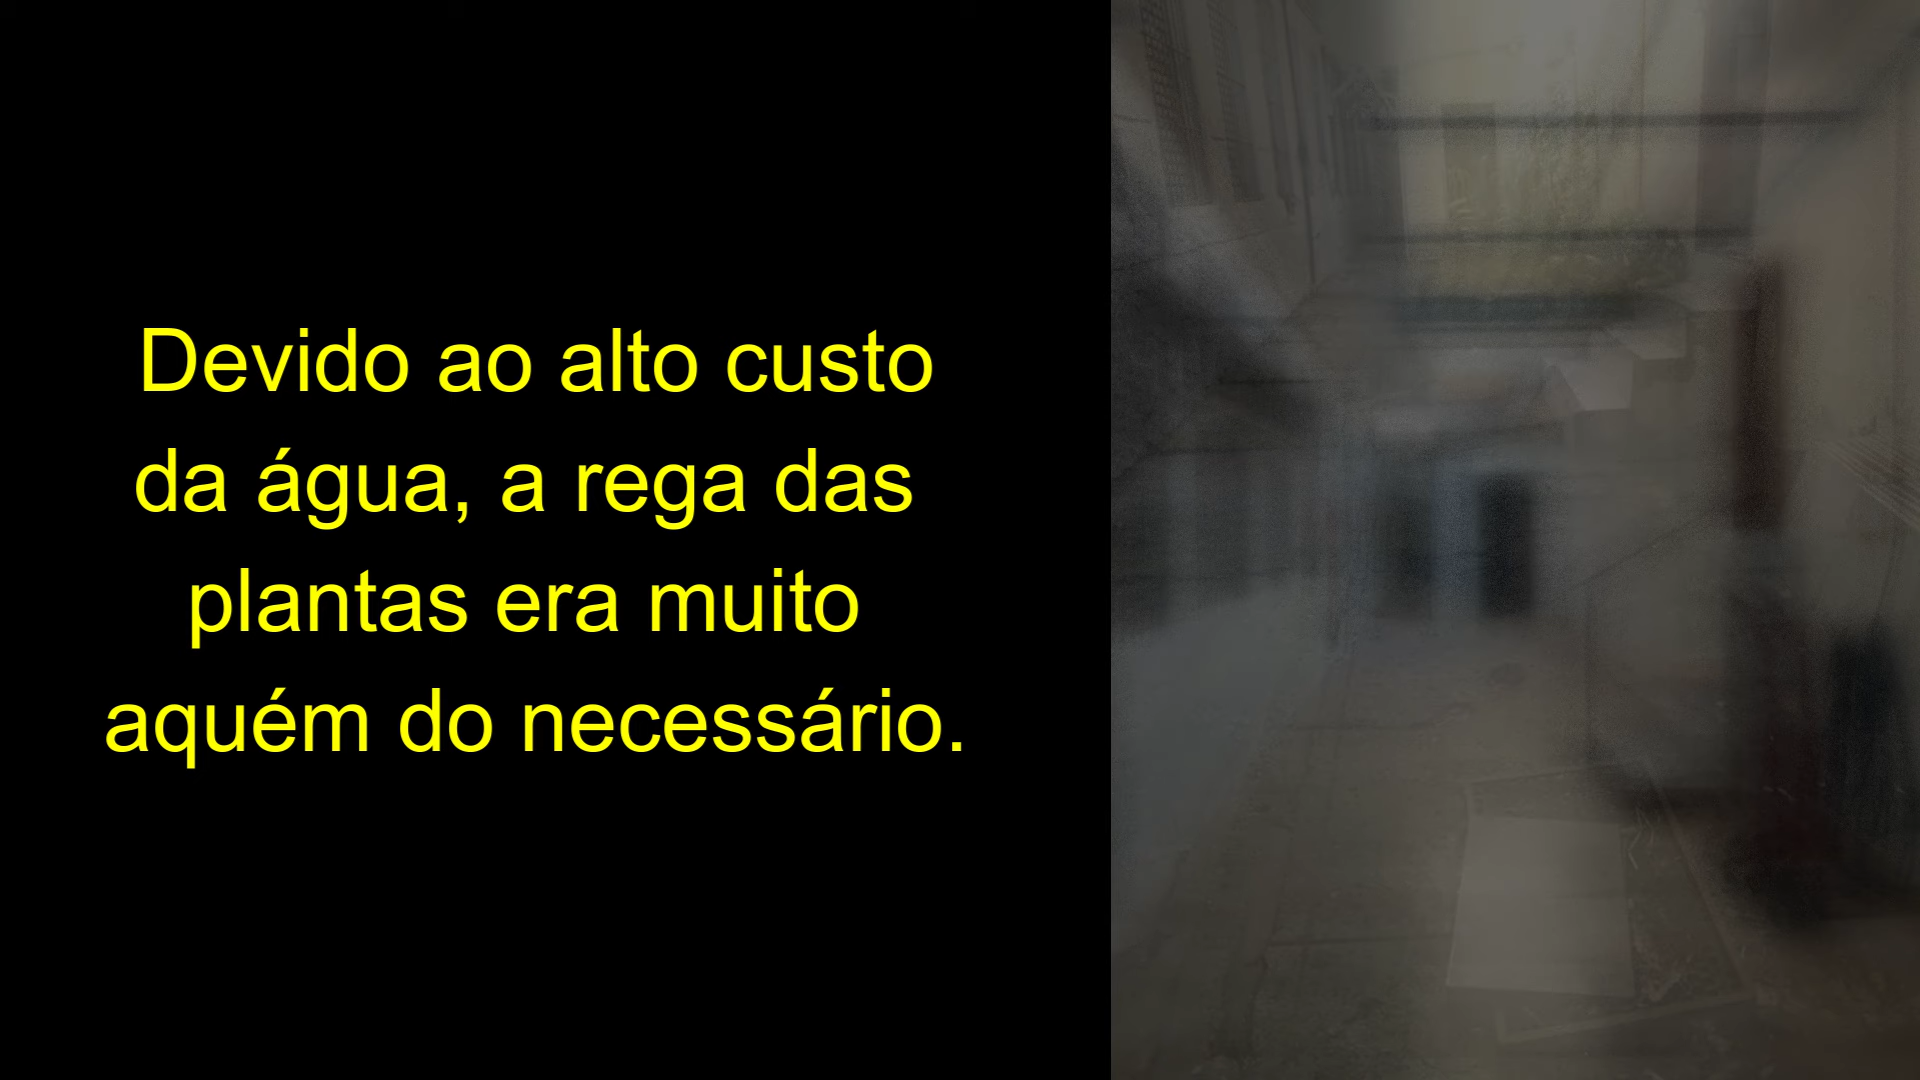 Devido ao alto custo
da água, a rega das
plantas era muito
aquém do necessário.